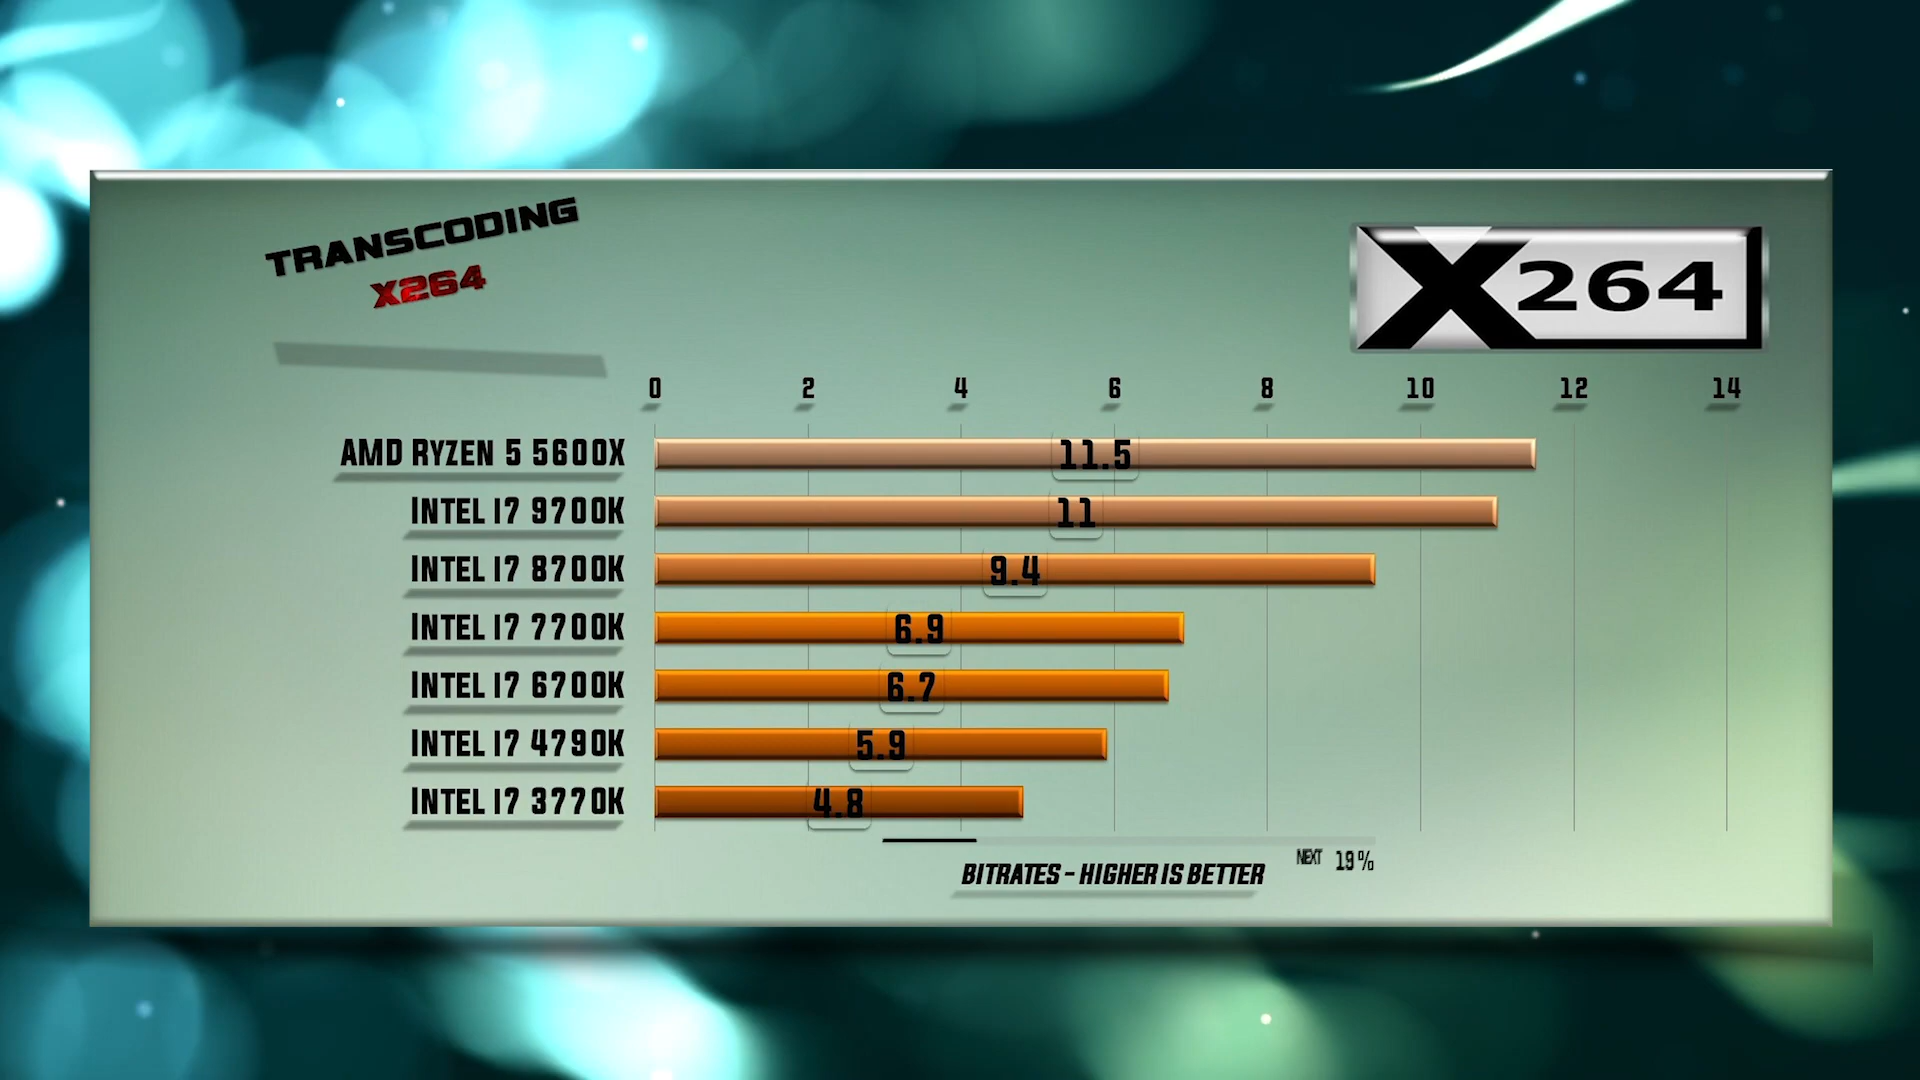 TRANSCODING
X264
X264
0 2 4 6 8 10 12 14
AMD RYZEN 5 5600X 11.5
INTEL I7 9700K 11
INTEL I7 8700K 9.4
INTEL I7 7700K 6.9
INTEL I7 6700K 6.7
INTEL I7 4790K 5.9
INTEL I7 3770K 4.8
BITRATES - HIGHER IS BETTER
NEXT 19%